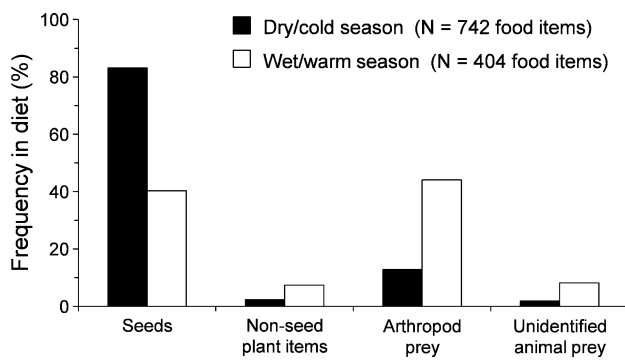 Dry/cold season (N = 742 food items)
Wet/warm season (N = 404 food items)
Frequency in diet (%)
100
80
60
40
20
0
Seeds
Non-seed
plant items
Arthropod
prey
Unidentified
animal prey